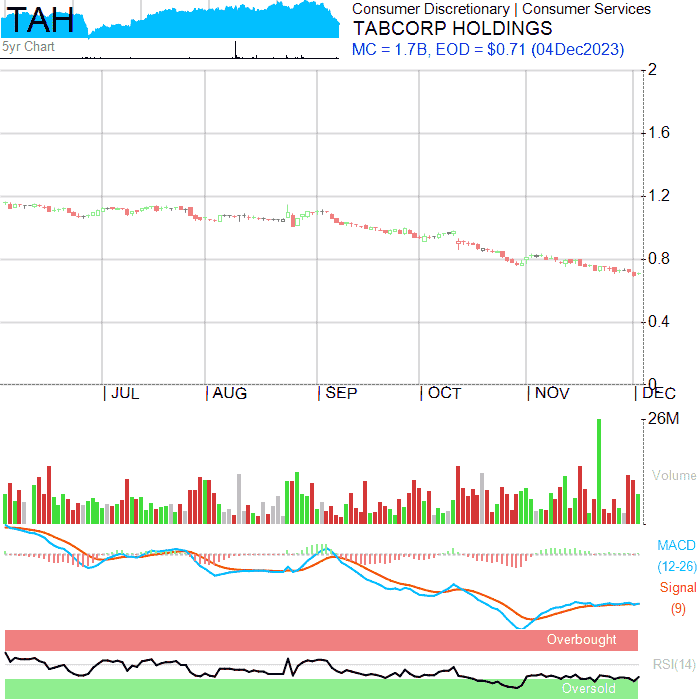 TAH
5yr Chart
Consumer Discretionary | Consumer Services
TABCORP HOLDINGS
MC = 1.7B, EOD = $0.71 (04Dec2023)
2
1.6
1.2
0.8
0.4
0
JUL AUG SEP OCT NOV DEC
26M
Volume
MACD
(12-26)
Signal
(9)
Overbought
RSI(14)
Oversold